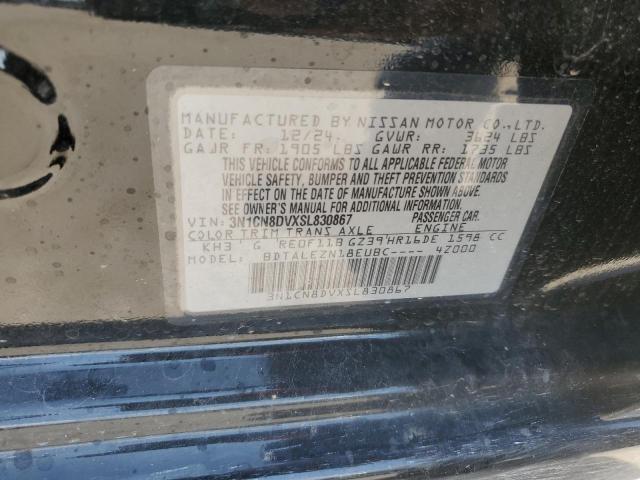 MANUFACTURED BY NISSAN MOTOR CO.,LTD.
DATE: 12/24 GVWR: 3634 LBS
GAWR FR: 1905 LBS GAWR RR: 1735 LBS
THIS VEHICLE CONFORMS TO ALL APPLICABLE FEDERAL MOTOR
VEHICLE SAFETY, BUMPER AND THEFT PREVENTION STANDARDS
IN EFFECT ON THE DATE OF MANUFACTURE SHOWN ABOVE.
SEE OWNER'S MANUAL FOR ADDITIONAL INFORMATION.
VIN: 3N1CN8DVXSL830867 PASSENGER CAR
COLOR TRIM TRANS AXLE ENGINE
KH3 G RE0F11B GZ39 HR16DE 1598 CC
MODEL: BDTALEZN18EUBC---- 42000
3N1CN8DVXSL830867